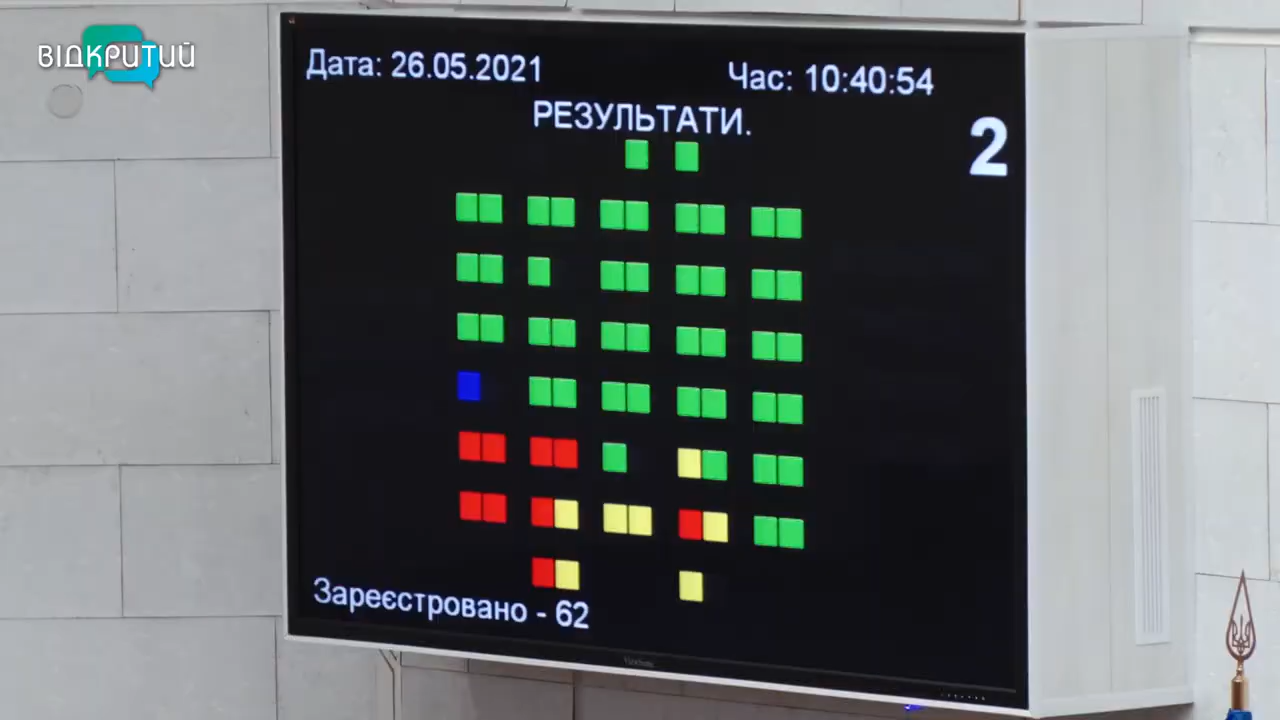 ВІДКРИТИЙ
Дата: 26.05.2021
Час: 10:40:54
РЕЗУЛЬТАТИ.
2
Зареєстровано - 62